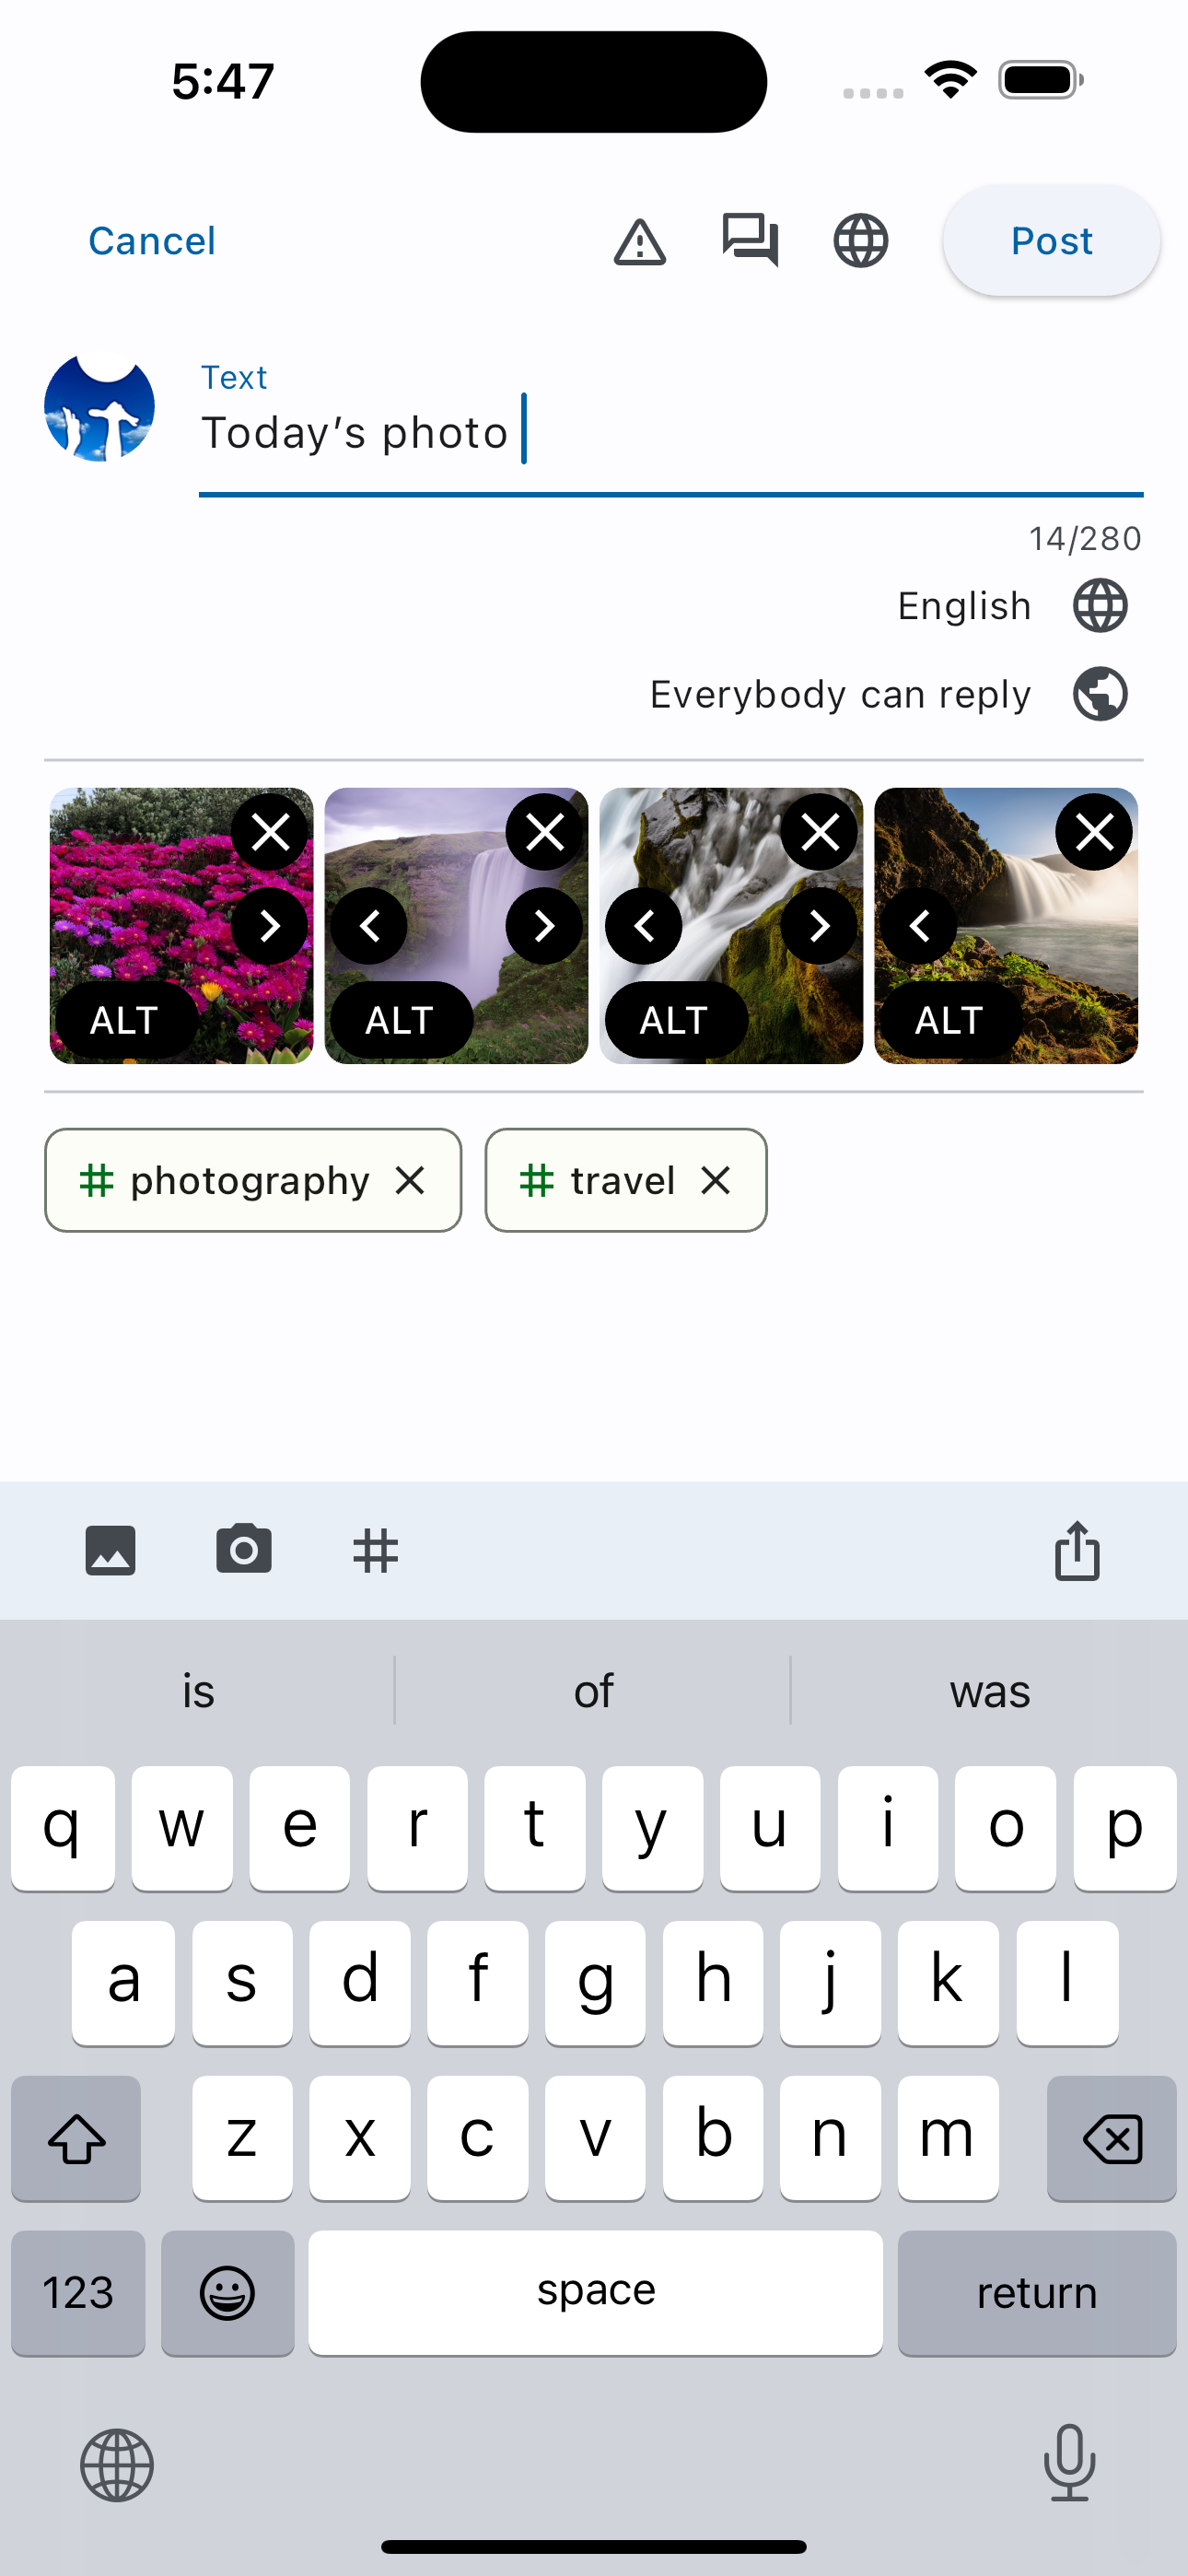 5:47
Cancel
Post
Text
Today’s photo
14/280
English
Everybody can reply
ALT ALT ALT ALT
# photography # travel
#
is of was
q w e r t y u i o p
a s d f g h j k l
z x c v b n m
123 space return